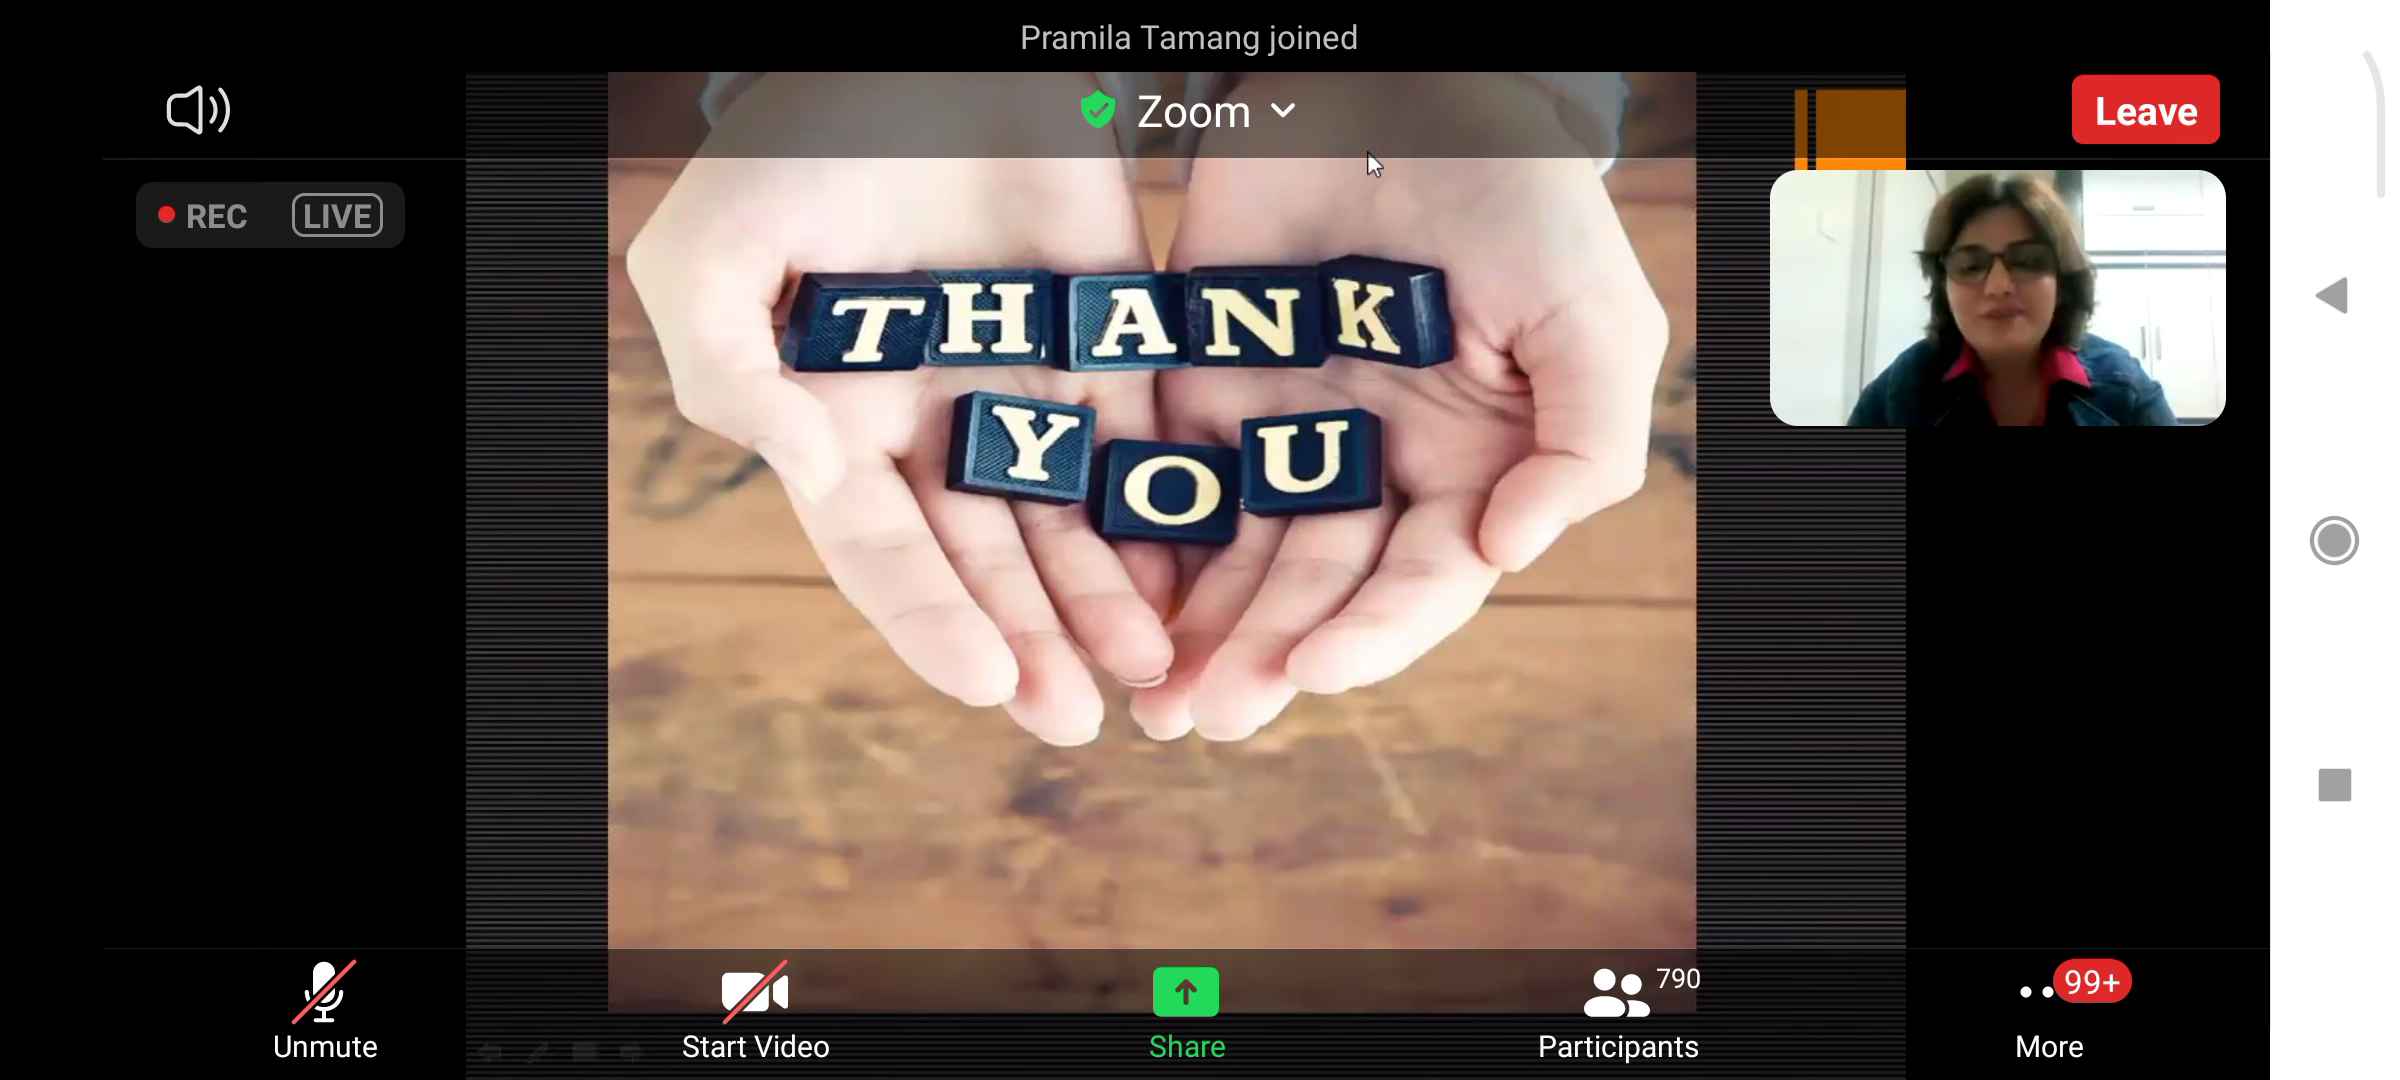 Pramila Tamang joined
Zoom
Leave
REC LIVE
THANK
YOU
790
99+
Unmute
Start Video
Share
Participants
More